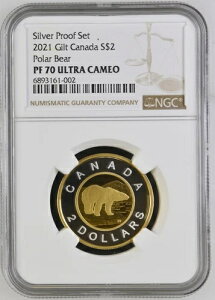 Silver Proof Set
2021 Gilt Canada S$2
Polar Bear
PF 70 ULTRA CAMEO
6893161-002
NUMISMATIC GUARANTY COMPANY
NGC
CANADA
2 DOLLARS